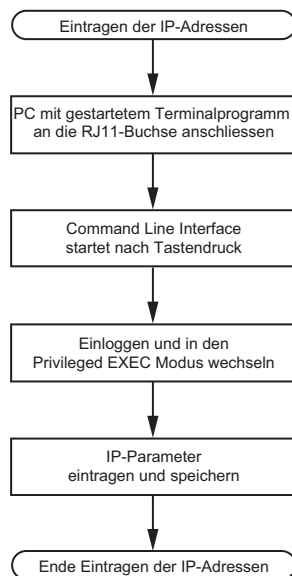 Eintragen der IP-Adressen
PC mit gestartetem Terminalprogramm
an die RJ11-Buchse anschliessen
Command Line Interface
startet nach Tastendruck
Einloggen und in den
Privileged EXEC Modus wechseln
IP-Parameter
eintragen und speichern
Ende Eintragen der IP-Adressen